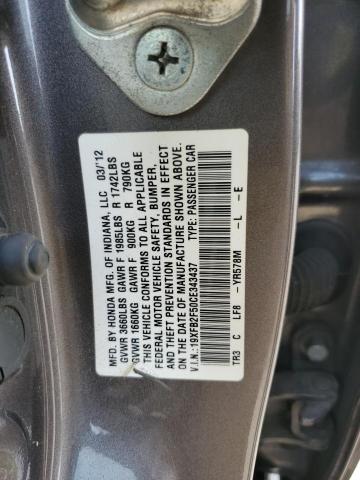 MFD. BY HONDA MFG. OF INDIANA, LLC 03/'12
GVWR 3660LBS GAWR F 1985LBS R 1742LBS
GVWR 1660KG GAWR F 900KG R 790KG
THIS VEHICLE CONFORMS TO ALL APPLICABLE
FEDERAL MOTOR VEHICLE SAFETY, BUMPER,
THEFT PREVENTION STANDARDS IN EFFECT
ON THE DATE OF MANUFACTURE SHOWN ABOVE.
V.I.N.: 19XFB2F50CE343437 TYPE: PASSENGER CAR
TR3 C LF8 -YR578M -L -E